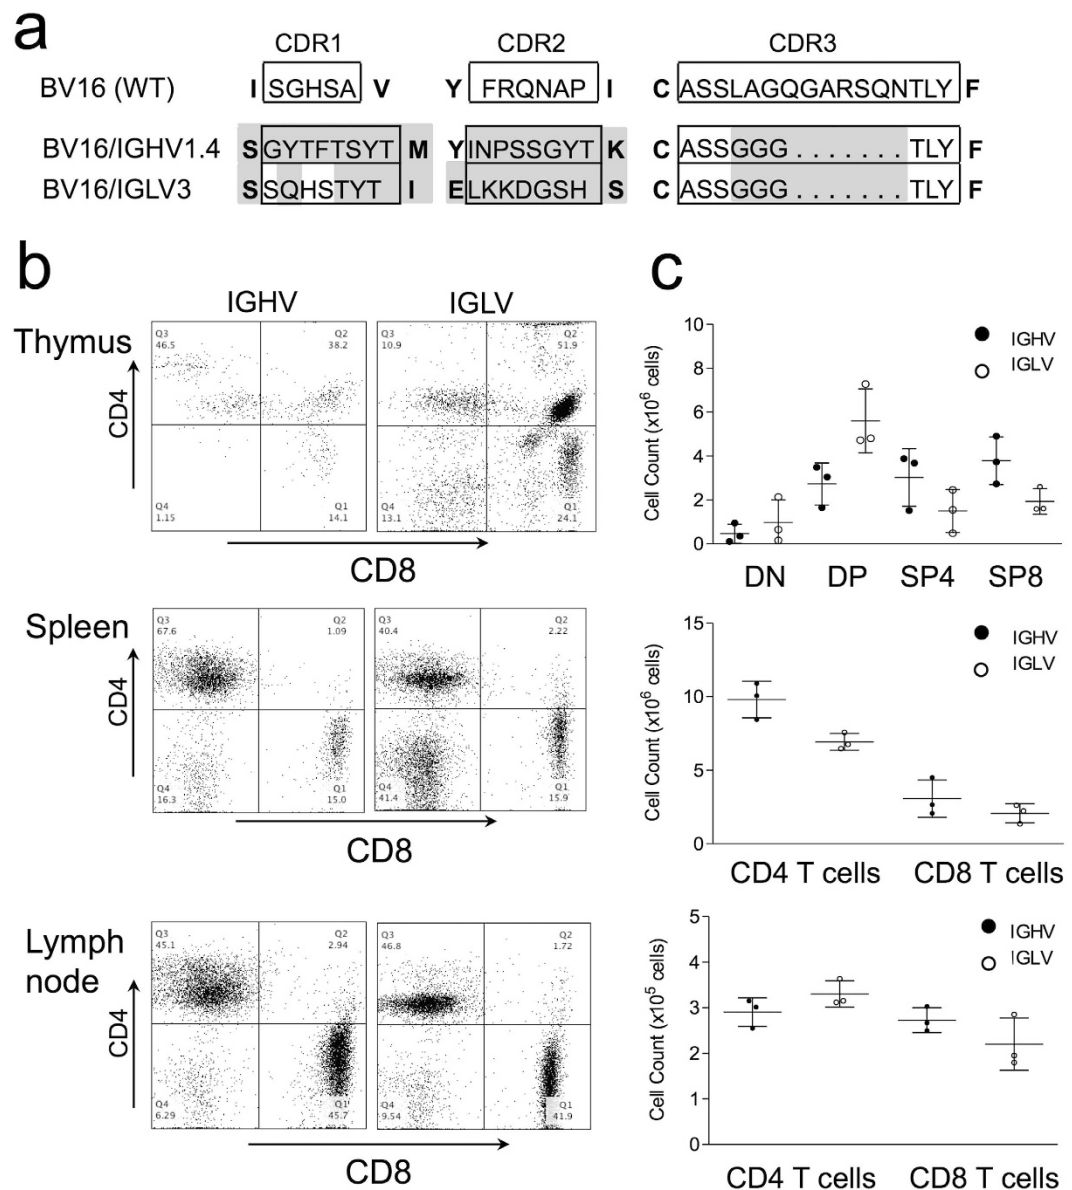 a
CDR1 CDR2 CDR3
BV16 (WT) I SGHSA V Y FRQNAP I C ASSLAGQGARSQNTLY F
BV16/IGHV1.4 S GYTFTSYT M Y INPSSGYT K C ASSGGG . . . . . . . TLY F
BV16/IGLV3 S SQHSTYT I E LKKDGSH S C ASSGGG . . . . . . . TLY F
b
IGHV IGLV
Thymus
CD4
Q3
46.5
Q2
38.2
Q4
1.15
Q1
14.1
Q3
10.9
Q2
51.9
Q4
13.1
Q1
24.1
CD8
Spleen
CD4
Q3
67.6
Q2
1.09
Q4
16.3
Q1
15.0
Q3
40.4
Q2
2.22
Q4
41.4
Q1
15.9
CD8
Lymph
node
CD4
Q3
45.1
Q2
2.94
Q4
6.29
Q1
45.7
Q3
46.8
Q2
1.72
Q4
9.54
Q1
41.9
CD8
c
Cell Count (x10⁶ cells)
10
8
6
4
2
0
IGHV
IGLV
DN DP SP4 SP8
Cell Count (x10⁶ cells)
15
10
5
0
IGHV
IGLV
CD4 T cells CD8 T cells
Cell Count (x10⁵ cells)
5
4
3
2
1
0
IGHV
IGLV
CD4 T cells CD8 T cells